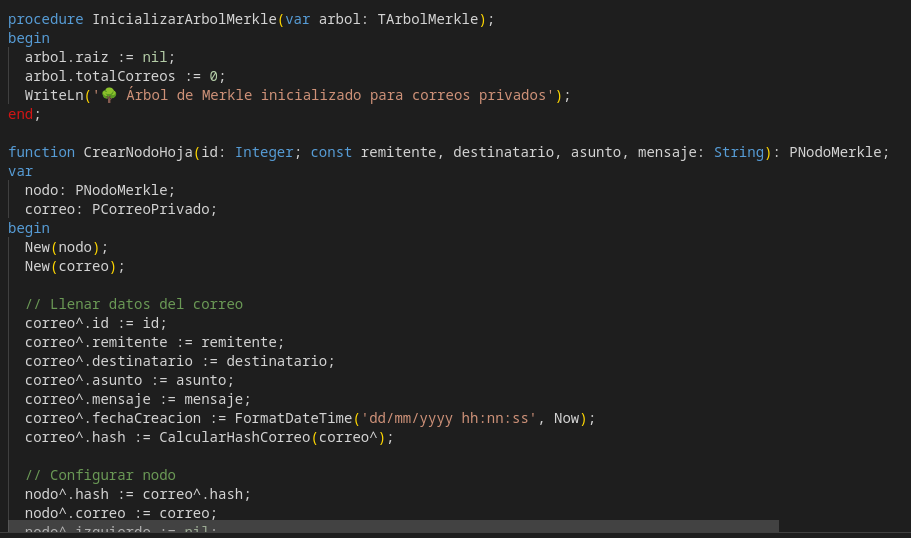 procedure InicializarArbolMerkle(var arbol: TArbolMerkle);
begin
  arbol.raiz := nil;
  arbol.totalCorreos := 0;
  WriteLn('🌳 Árbol de Merkle inicializado para correos privados');
end;

function CrearNodoHoja(id: Integer; const remitente, destinatario, asunto, mensaje: String): PNodoMerkle;
var
  nodo: PNodoMerkle;
  correo: PCorreoPrivado;
begin
  New(nodo);
  New(correo);

  // Llenar datos del correo
  correo^.id := id;
  correo^.remitente := remitente;
  correo^.destinatario := destinatario;
  correo^.asunto := asunto;
  correo^.mensaje := mensaje;
  correo^.fechaCreacion := FormatDateTime('dd/mm/yyyy hh:nn:ss', Now);
  correo^.hash := CalcularHashCorreo(correo^);

  // Configurar nodo
  nodo^.hash := correo^.hash;
  nodo^.correo := correo;
  nodo^.izquierdo := nil;